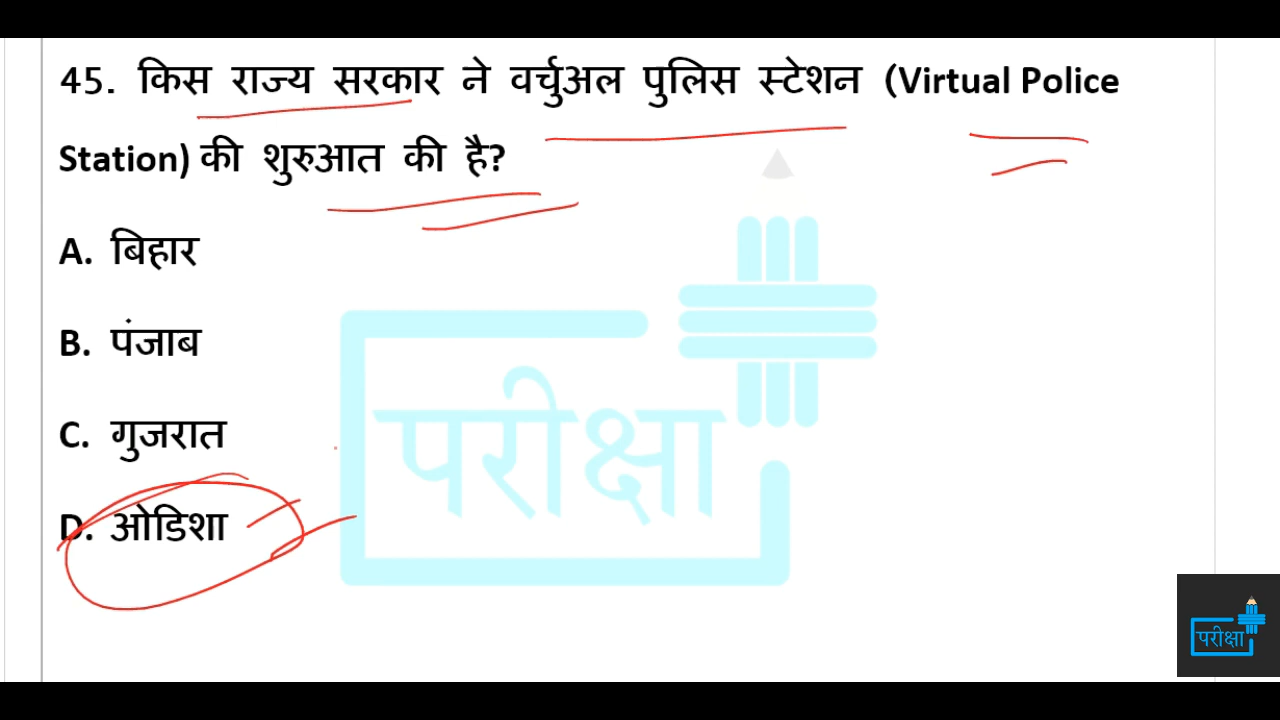 45. किस राज्य सरकार ने वर्चुअल पुलिस स्टेशन (Virtual Police
Station) की शुरुआत की है?
A. बिहार
B. पंजाब
C. गुजरात
परीक्षा
D. ओडिशा
परीक्षा